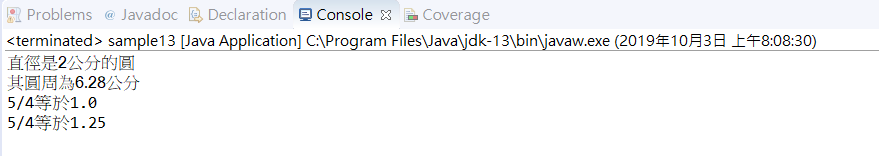 Problems @ Javadoc Declaration Console Coverage
<terminated> sample13 [Java Application] C:\Program Files\Java\jdk-13\bin\javaw.exe (2019年10月3日 上午8:08:30)
直徑是2公分的圓
其圓周為6.28公分
5/4等於1.0
5/4等於1.25